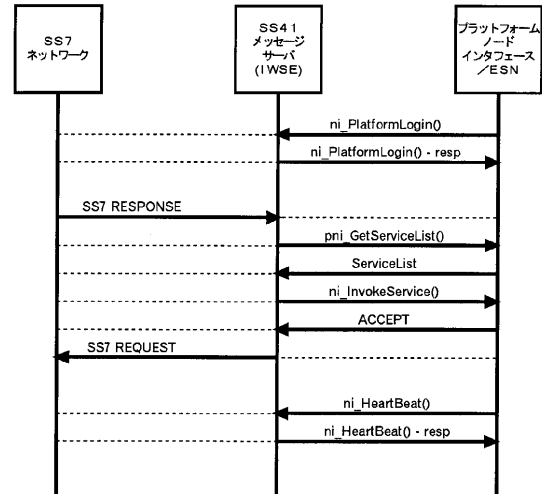 SS7
ネットワーク
SS41
メッセージ
サーバ
(IWSE)
プラットフォーム
ノード
インタフェース
／ESN
ni_PlatformLogin()
ni_PlatformLogin() - resp
SS7 RESPONSE
pni_GetServiceList()
ServiceList
ni_InvokeService()
ACCEPT
SS7 REQUEST
ni_HeartBeat()
ni_HeartBeat() - resp